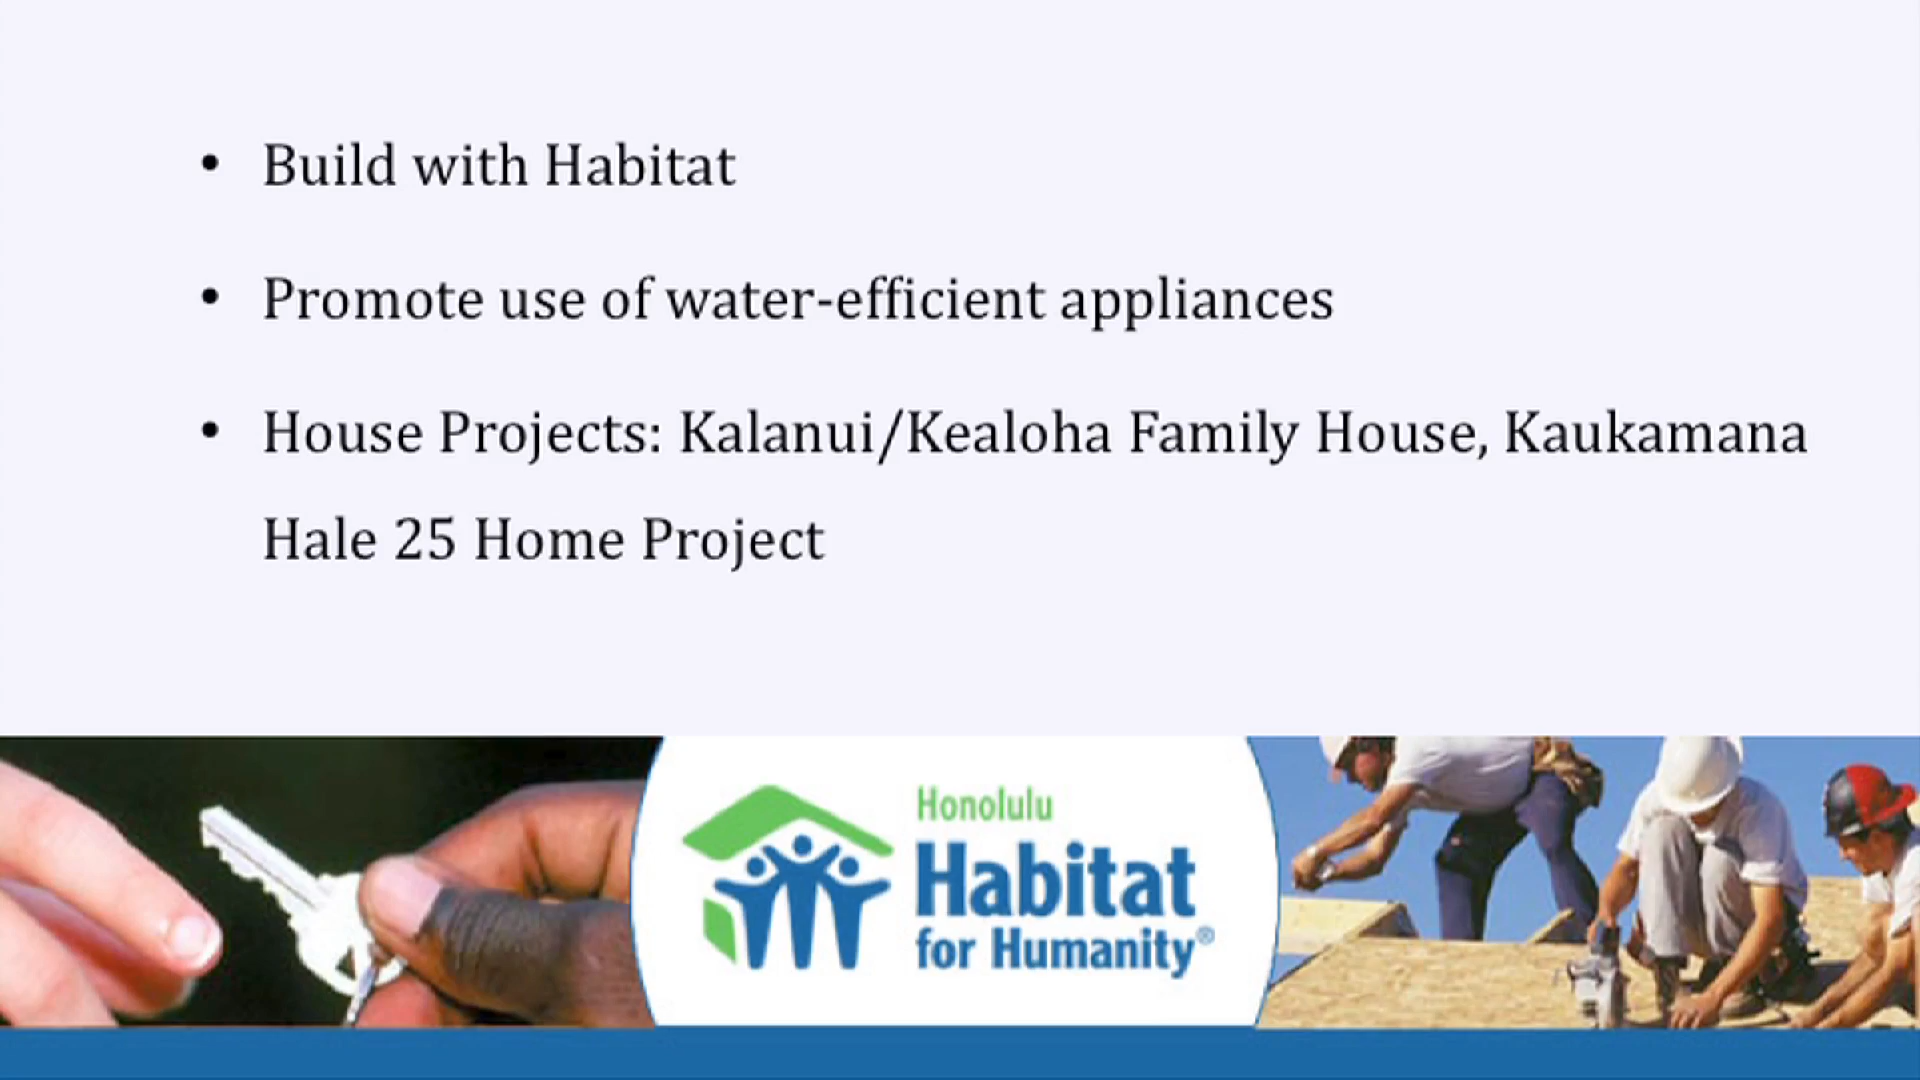 • Build with Habitat
• Promote use of water-efficient appliances
• House Projects: Kalanui/Kealoha Family House, Kaukamana
Hale 25 Home Project
Honolulu
Habitat
for Humanity®